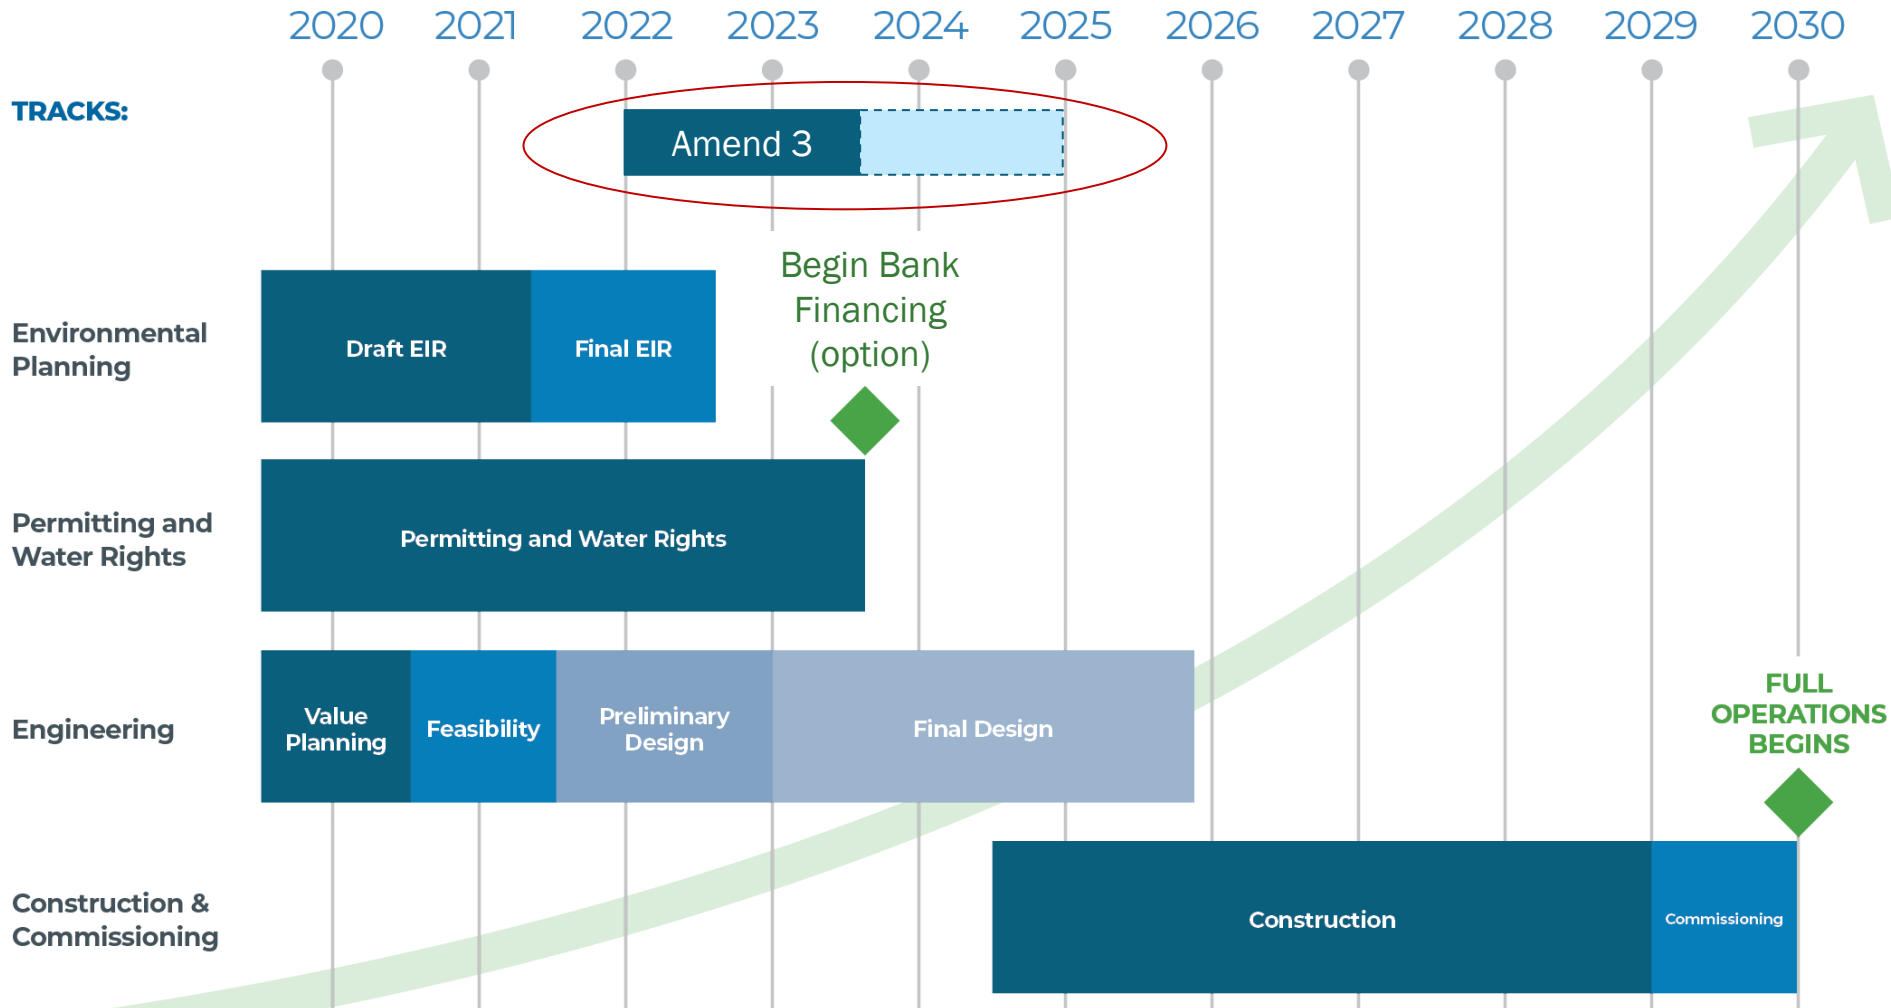 2020 2021 2022 2023 2024 2025 2026 2027 2028 2029 2030
TRACKS:
Amend 3
Begin Bank
Financing
(option)
Environmental
Planning
Draft EIR
Final EIR
Permitting and
Water Rights
Permitting and Water Rights
Engineering
Value
Planning
Feasibility
Preliminary
Design
Final Design
FULL
OPERATIONS
BEGINS
Construction &
Commissioning
Construction
Commissioning